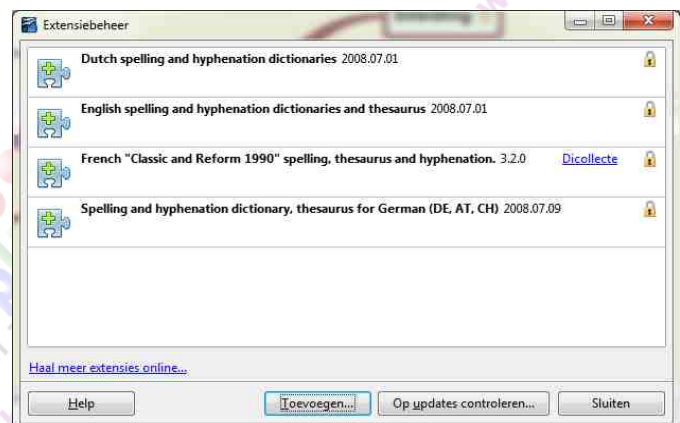 Extensiebeheer
Dutch spelling and hyphenation dictionaries 2008.07.01
English spelling and hyphenation dictionaries and thesaurus 2008.07.01
French "Classic and Reform 1990" spelling, thesaurus and hyphenation. 3.2.0 Dicollecte
Spelling and hyphenation dictionary, thesaurus for German (DE, AT, CH) 2008.07.09
Haal meer extensies online...
Help Toevoegen... Op updates controleren... Sluiten